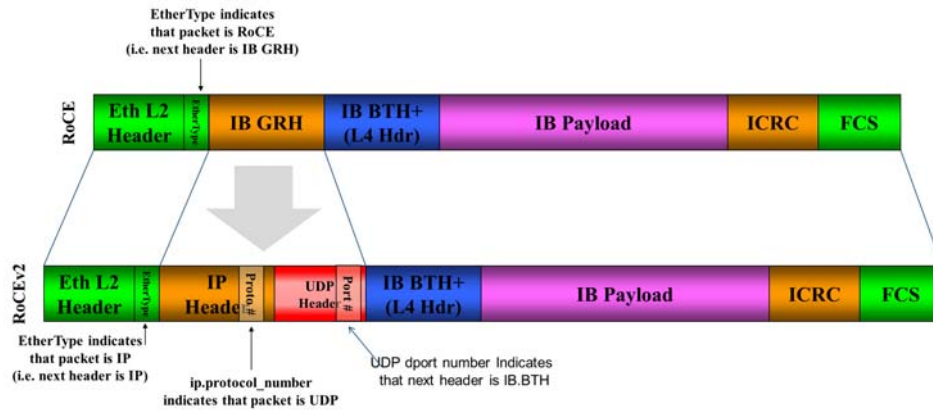 EtherType indicates
that packet is RoCE
(i.e. next header is IB GRH)
RoCE
Eth L2
Header
EtherType
IB GRH
IB BTH+
(L4 Hdr)
IB Payload
ICRC
FCS
RoCEv2
Eth L2
Header
EtherType
IP
Header
Proto #
UDP
Header
Port #
IB BTH+
(L4 Hdr)
IB Payload
ICRC
FCS
EtherType indicates
that packet is IP
(i.e. next header is IP)
ip.protocol_number
indicates that packet is UDP
UDP dport number Indicates
that next header is IB.BTH